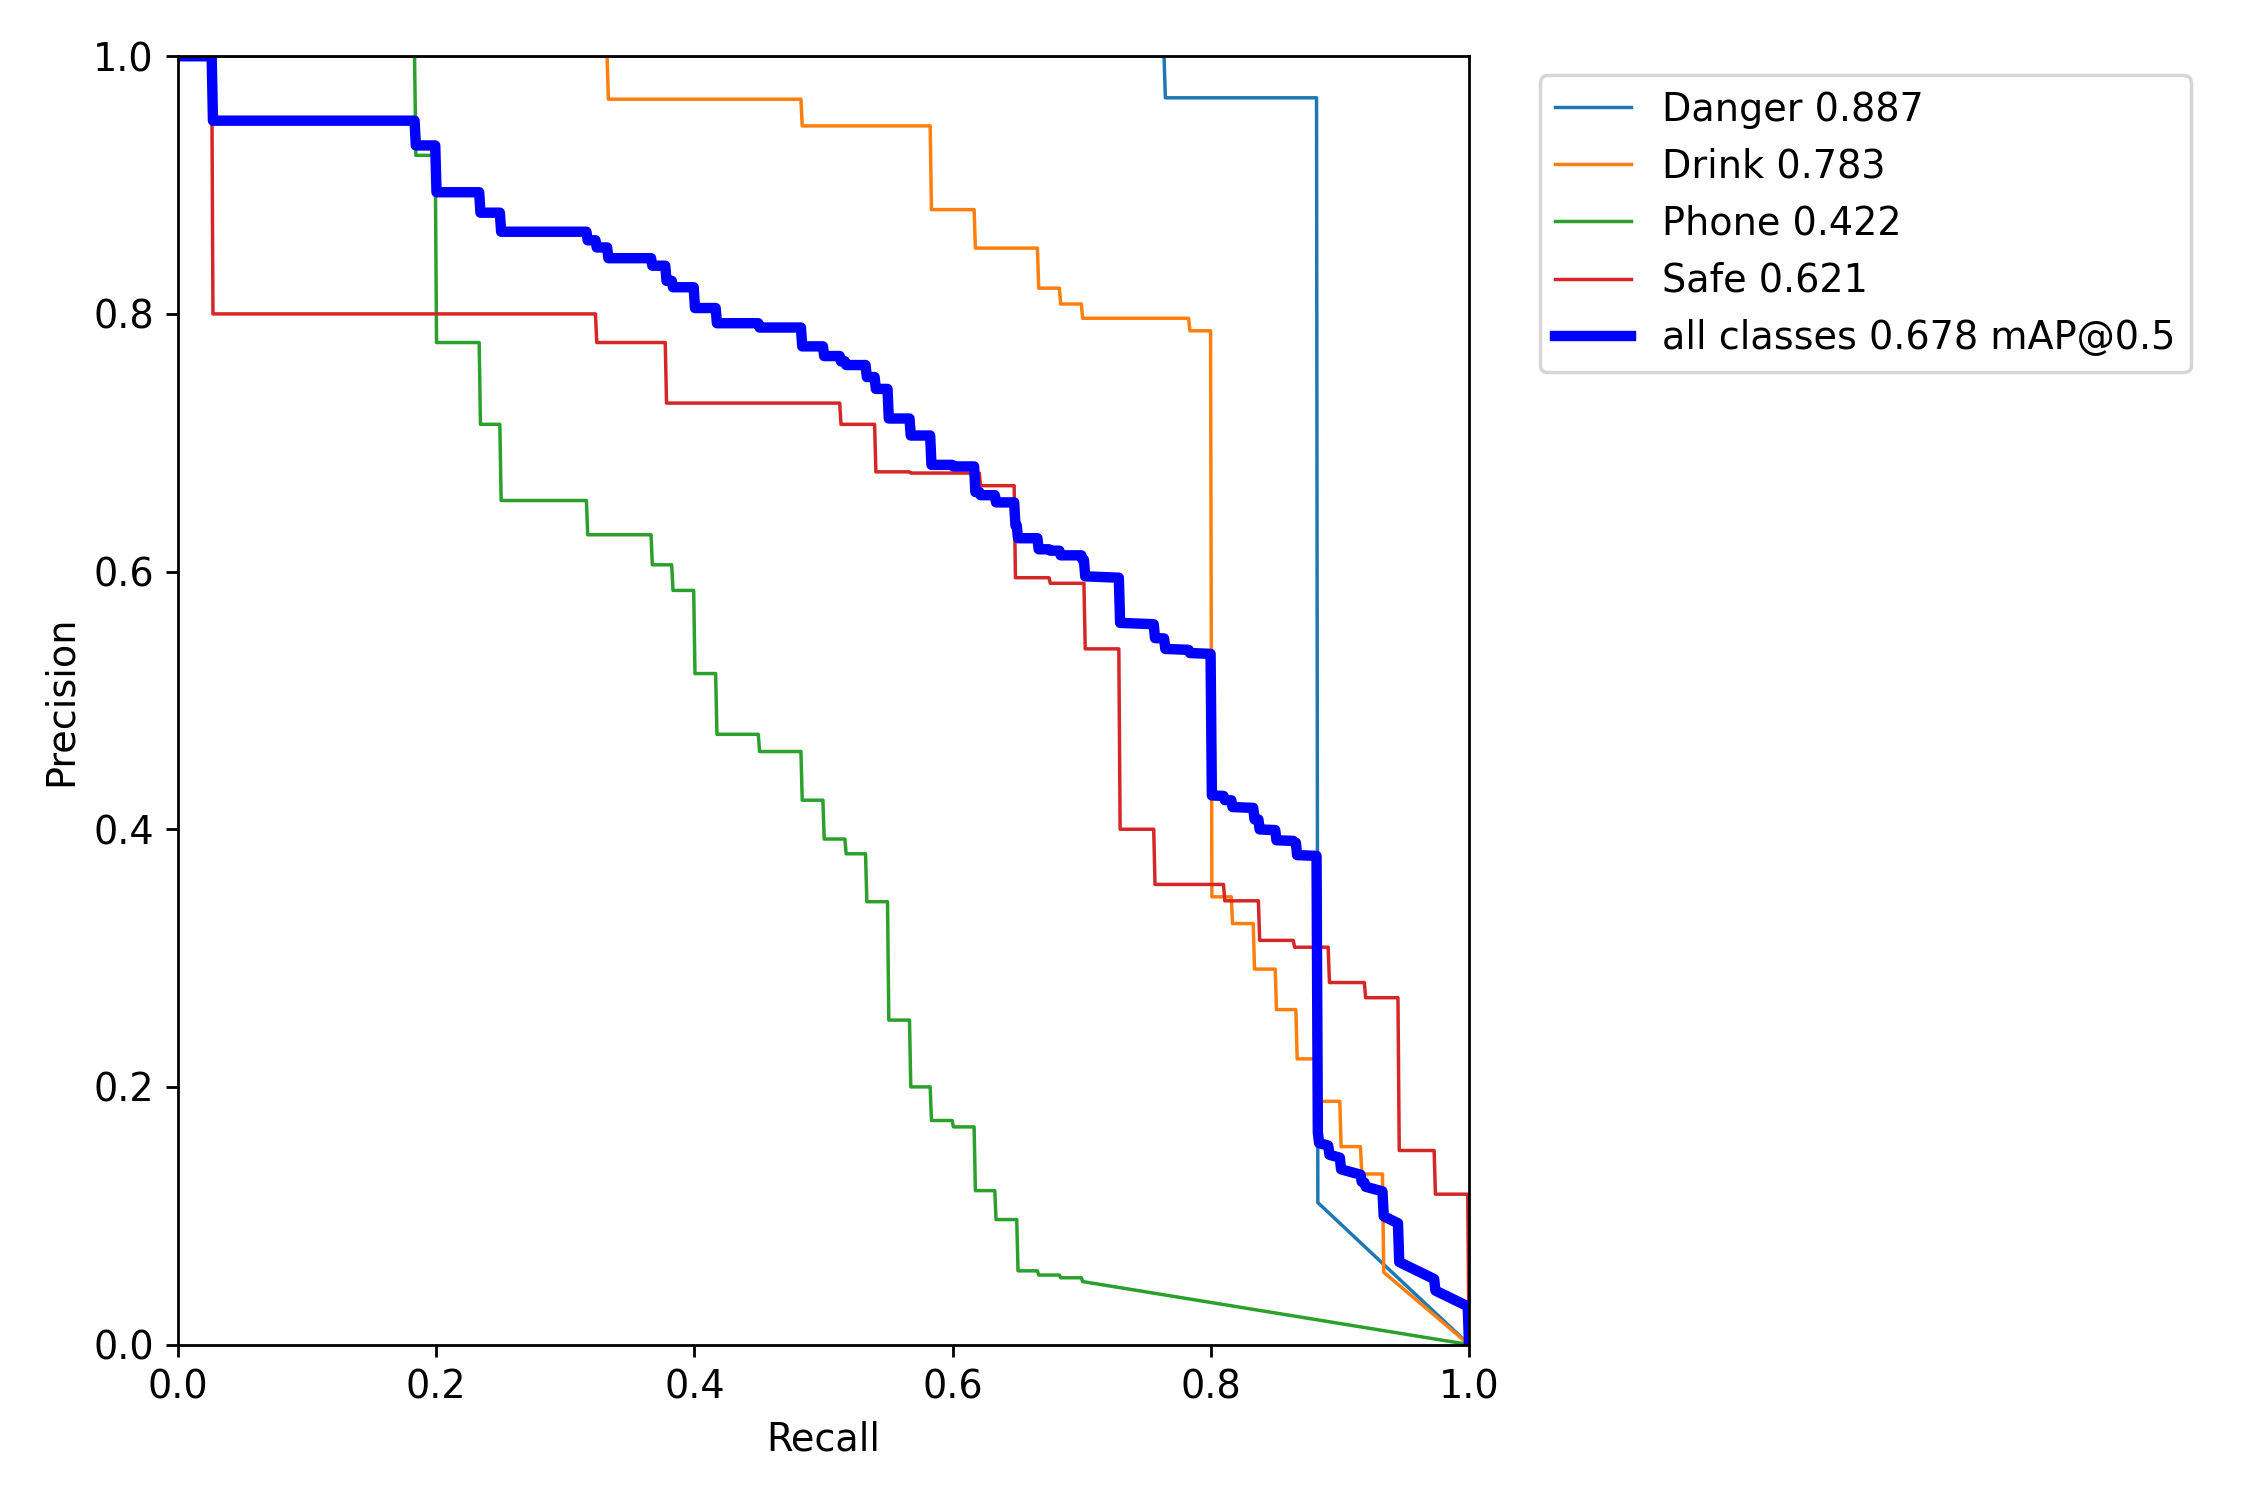 1.0
0.8
0.6
0.4
0.2
0.0
Precision
0.0 0.2 0.4 0.6 0.8 1.0
Recall
Danger 0.887
Drink 0.783
Phone 0.422
Safe 0.621
all classes 0.678 mAP@0.5